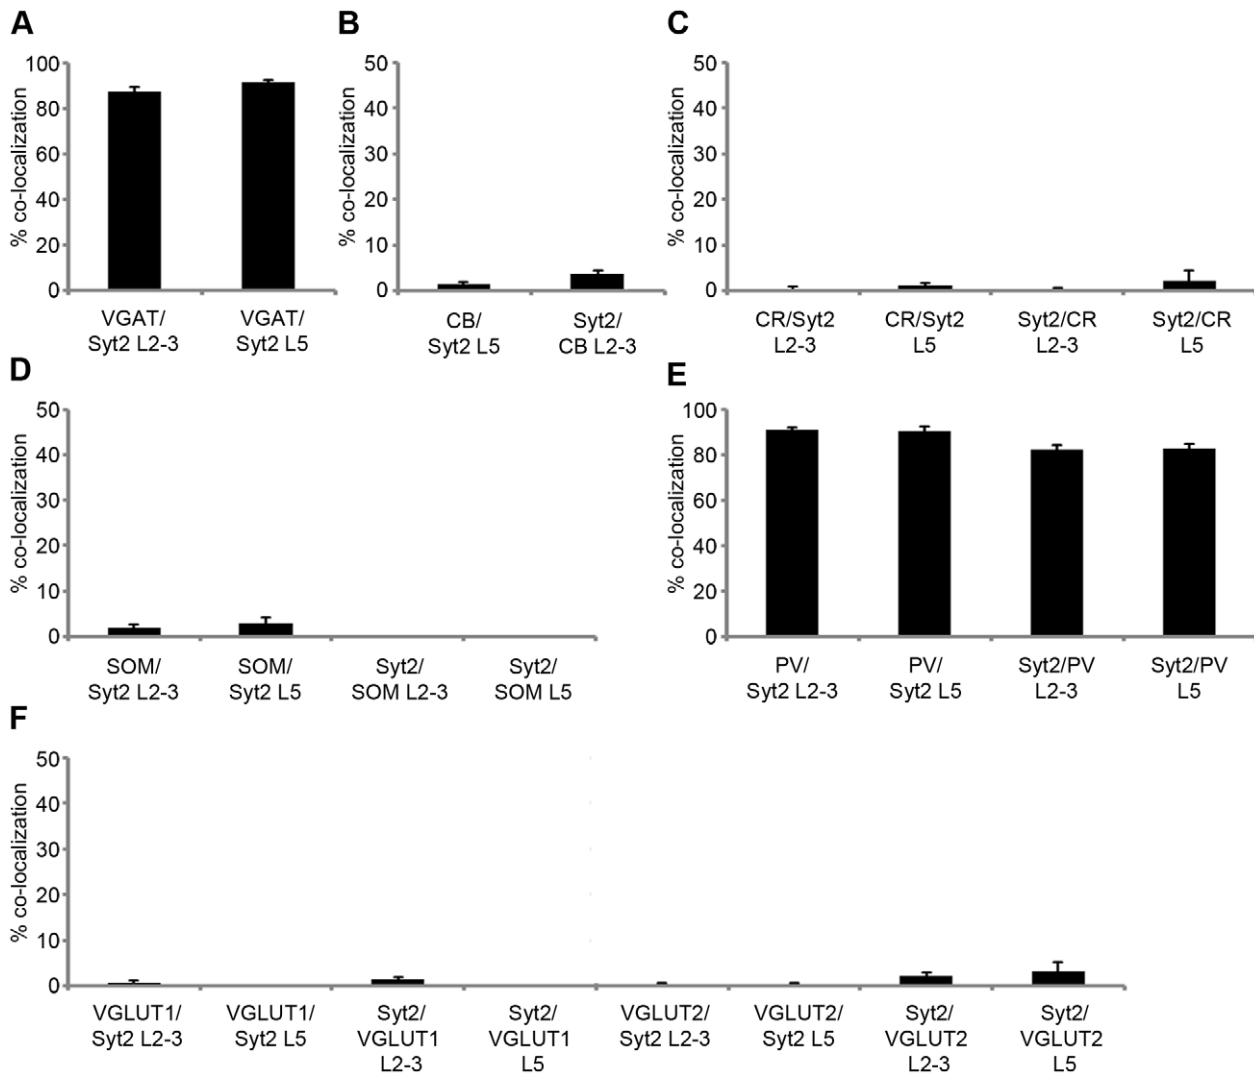 A
% co-localization
100
80
60
40
20
0
VGAT/ VGAT/
Syt2 L2-3 Syt2 L5
B
% co-localization
50
40
30
20
10
0
CB/ Syt2/
Syt2 L5 CB L2-3
C
% co-localization
50
40
30
20
10
0
CR/Syt2 CR/Syt2 Syt2/CR Syt2/CR
L2-3 L5 L2-3 L5
D
% co-localization
50
40
30
20
10
0
SOM/ SOM/ Syt2/ Syt2/
Syt2 L2-3 Syt2 L5 SOM L2-3 SOM L5
E
% co-localization
100
80
60
40
20
0
PV/ PV/ Syt2/PV Syt2/PV
Syt2 L2-3 Syt2 L5 L2-3 L5
F
% co-localization
50
40
30
20
10
0
VGLUT1/ VGLUT1/ Syt2/ Syt2/ VGLUT2/ VGLUT2/ Syt2/ Syt2/
Syt2 L2-3 Syt2 L5 VGLUT1 VGLUT1 Syt2 L2-3 Syt2 L5 VGLUT2 VGLUT2
L2-3 L5 L2-3 L5